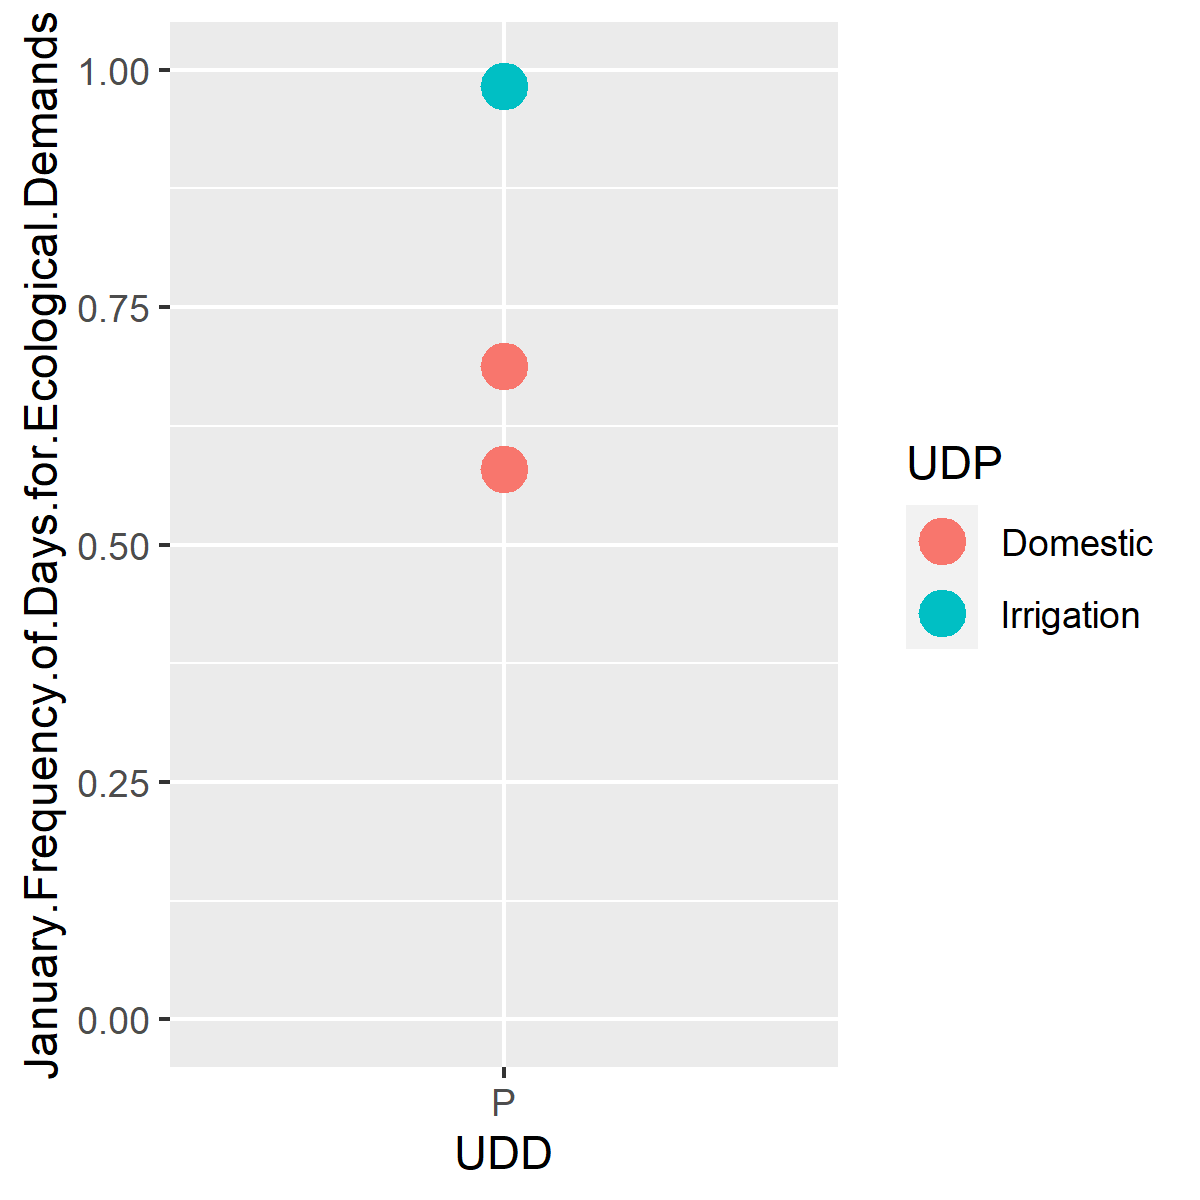 January.Frequency.of.Days.for.Ecological.Demands
1.00
0.75
0.50
0.25
0.00
P
UDD
UDP
Domestic
Irrigation